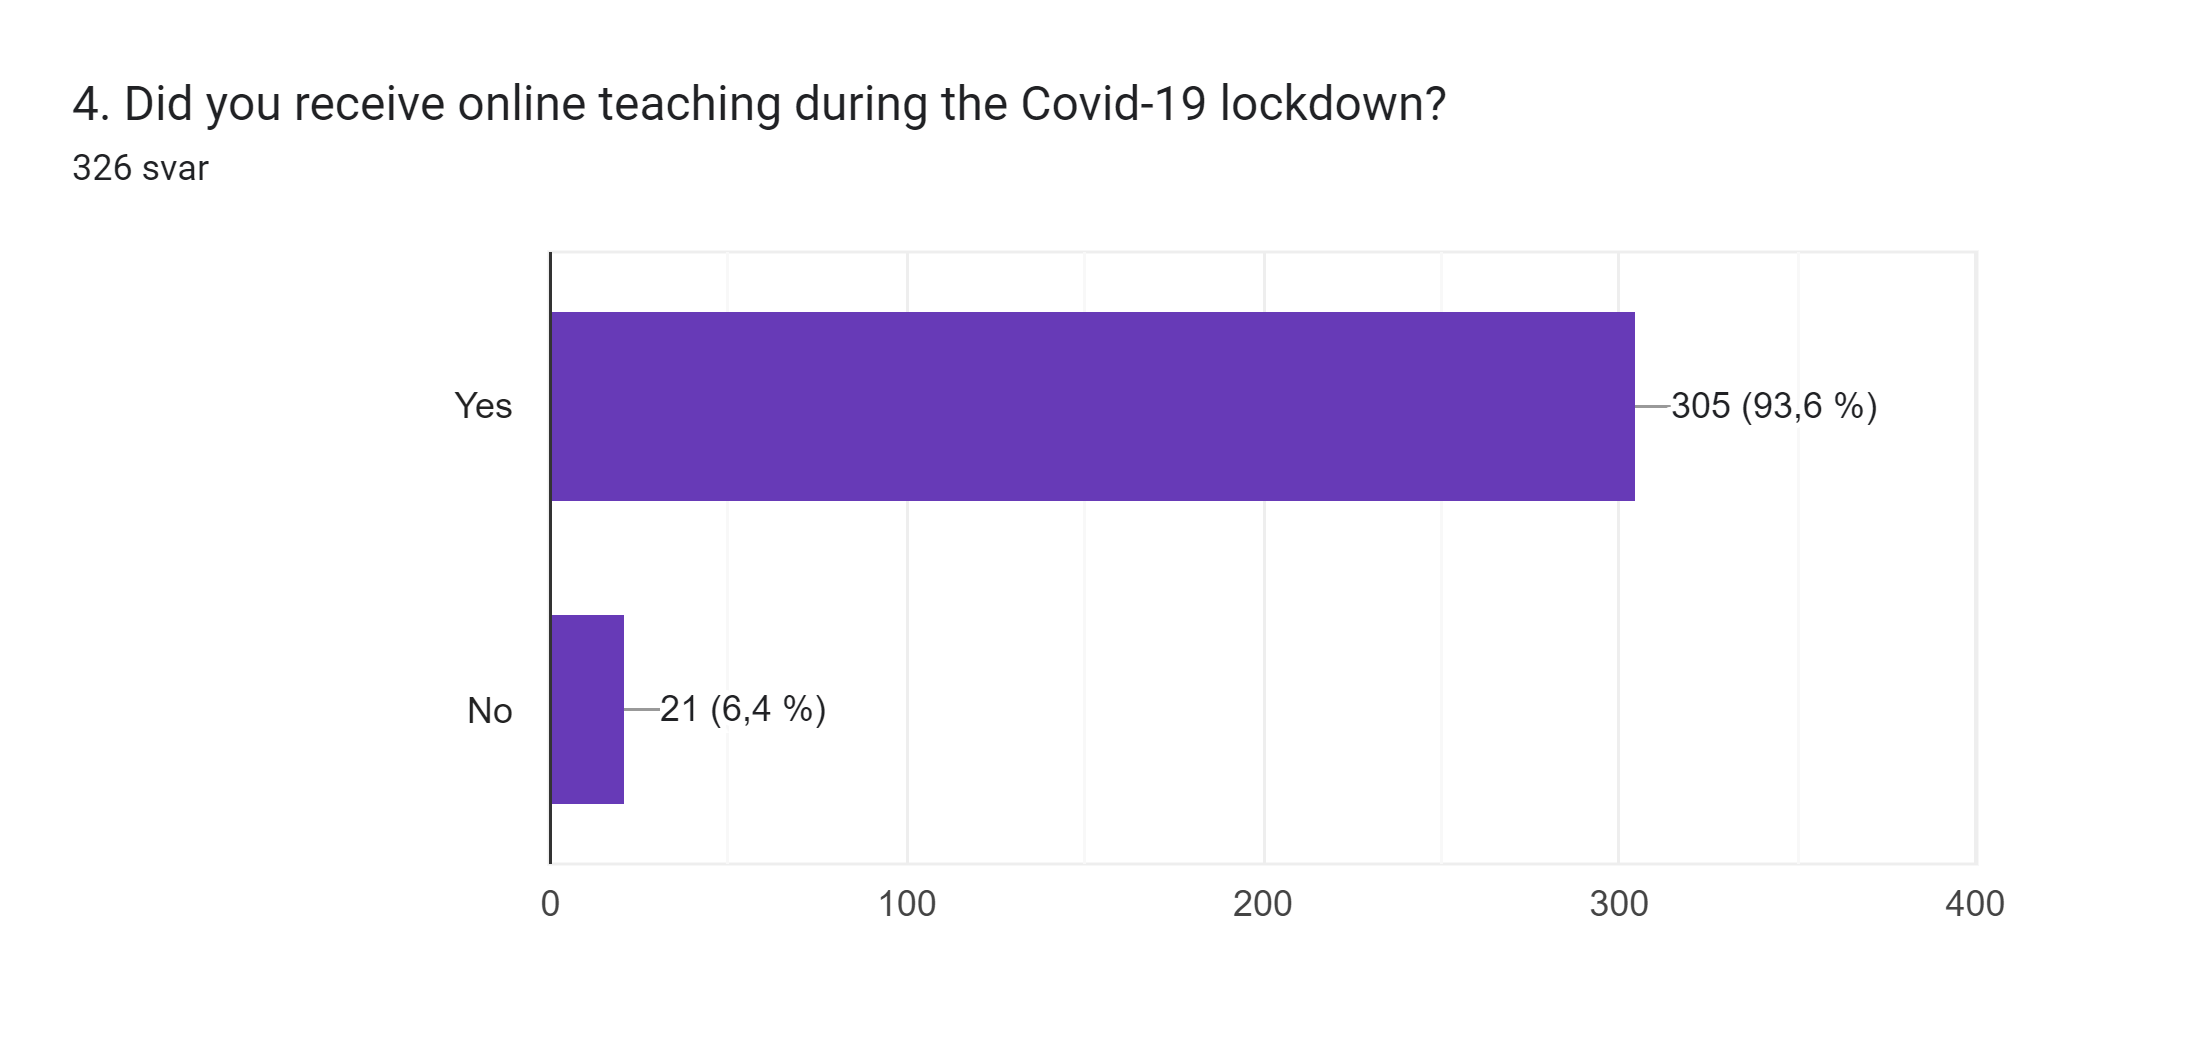 4. Did you receive online teaching during the Covid-19 lockdown?
326 svar
Yes
305 (93,6 %)
No
21 (6,4 %)
0 100 200 300 400